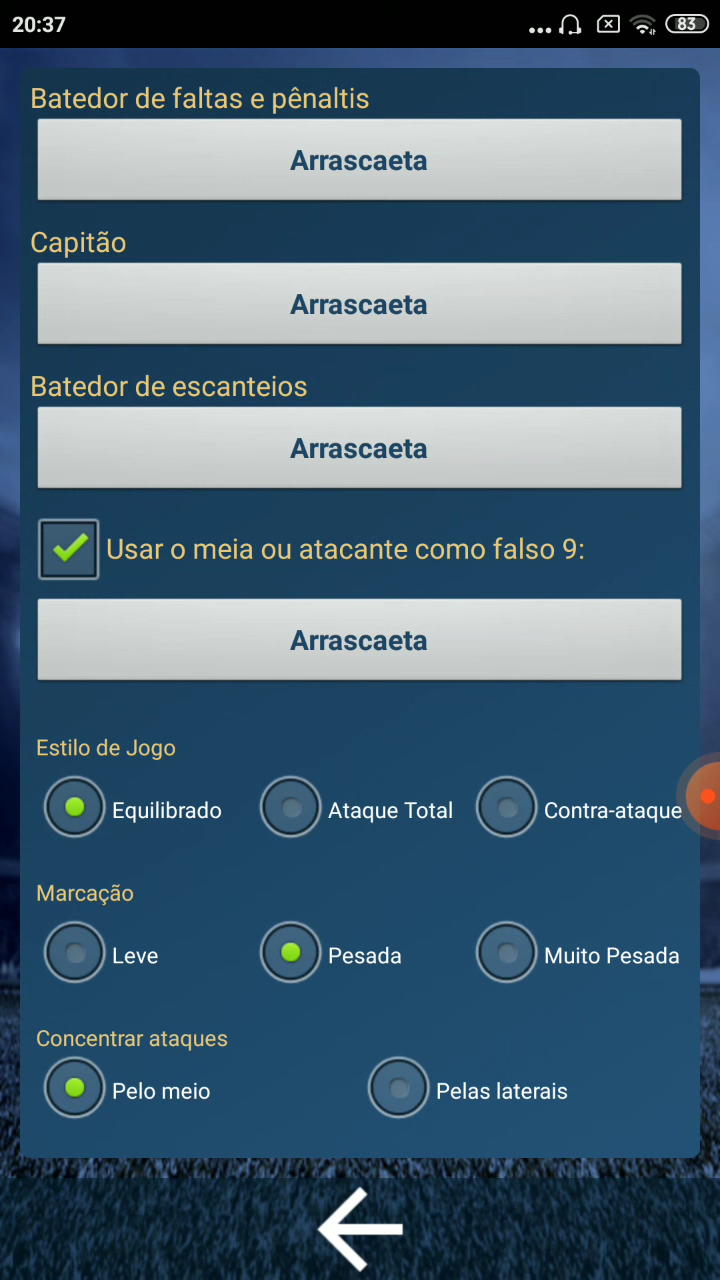 20:37
83
Batedor de faltas e pênaltis
Arrascaeta
Capitão
Arrascaeta
Batedor de escanteios
Arrascaeta
Usar o meia ou atacante como falso 9:
Arrascaeta
Estilo de Jogo
Equilibrado Ataque Total Contra-ataque
Marcação
Leve Pesada Muito Pesada
Concentrar ataques
Pelo meio Pelas laterais